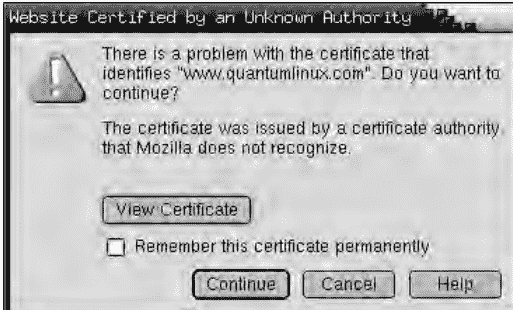 Website Certified by an Unknown Authority
There is a problem with the certificate that
identifies "www.quantumlinux.com". Do you want to
continue?
The certificate was issued by a certificate authority
that Mozilla does not recognize.
View Certificate
Remember this certificate permanently
Continue Cancel Help